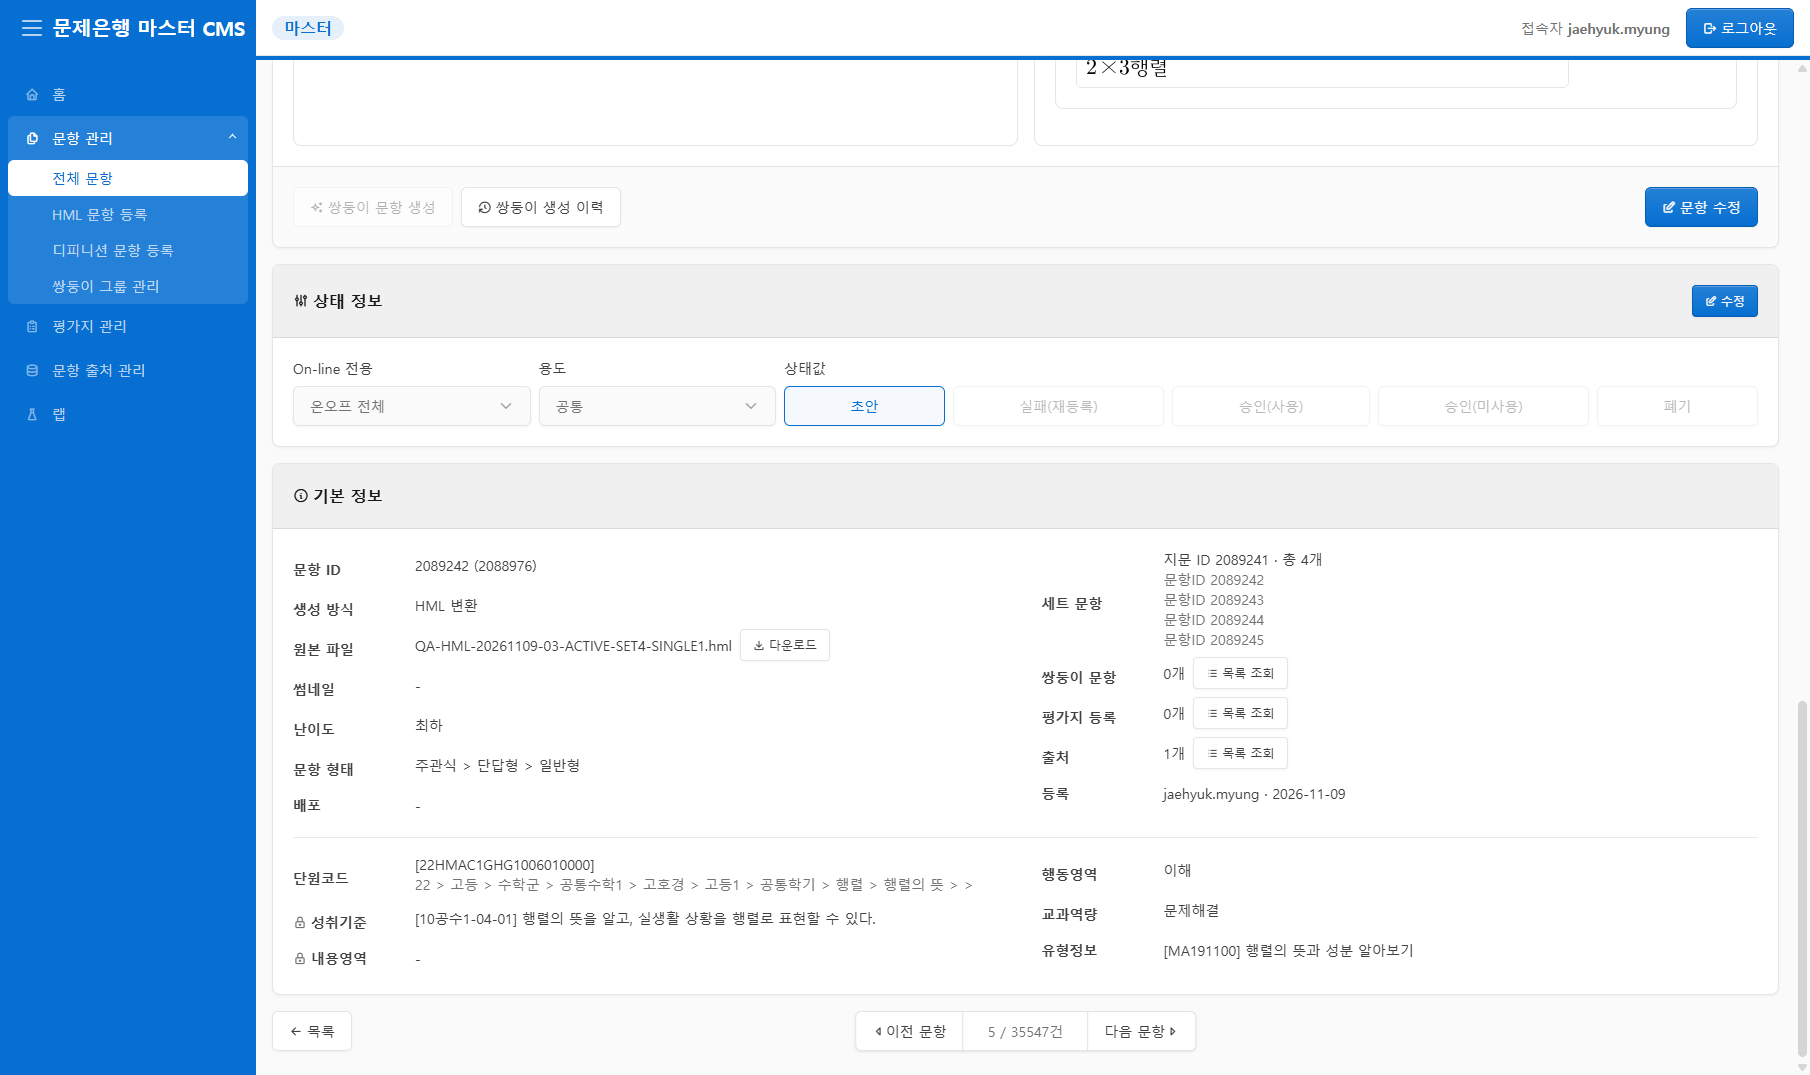 문제은행 마스터 CMS
홈
문항 관리
전체 문항
HML 문항 등록
디피니션 문항 등록
쌍둥이 그룹 관리
평가지 관리
문항 출처 관리
랩
마스터
접속자 jaehyuk.myung
로그아웃
2×3행렬
쌍둥이 문항 생성
쌍둥이 생성 이력
문항 수정
상태 정보
수정
On-line 전용
용도
상태값
온오프 전체
공통
초안
실패(재등록)
승인(사용)
승인(미사용)
폐기
기본 정보
문항 ID
2089242 (2088976)
생성 방식
HML 변환
원본 파일
QA-HML-20261109-03-ACTIVE-SET4-SINGLE1.hml
다운로드
썸네일
-
난이도
최하
문항 형태
주관식 > 단답형 > 일반형
배포
-
세트 문항
지문 ID 2089241 · 총 4개
문항ID 2089242
문항ID 2089243
문항ID 2089244
문항ID 2089245
쌍둥이 문항
0개
목록 조회
평가지 등록
0개
목록 조회
출처
1개
목록 조회
등록
jaehyuk.myung · 2026-11-09
단원코드
[22HMAC1GHG1006010000]
22 > 고등 > 수학군 > 공통수학1 > 고호경 > 고등1 > 공통학기 > 행렬 > 행렬의 뜻 > >
성취기준
[10공수1-04-01] 행렬의 뜻을 알고, 실생활 상황을 행렬로 표현할 수 있다.
내용영역
-
행동영역
이해
교과역량
문제해결
유형정보
[MA191100] 행렬의 뜻과 성분 알아보기
목록
이전 문항
5 / 35547건
다음 문항